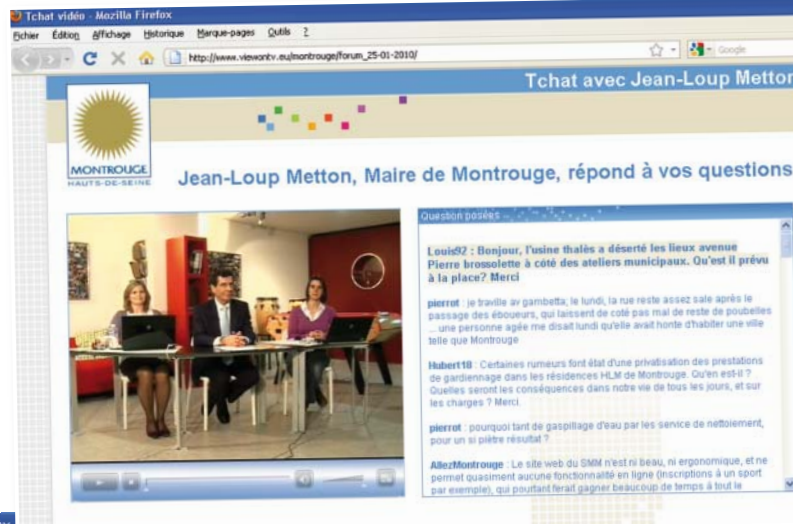 Tchat vidéo - Mozilla Firefox
Fichier Édition Affichage Historique Marque-pages Outils ?
http://www.viewontv.eu/montrouge/forum_25-01-2010/
Google
Tchat avec Jean-Loup Metton
MONTROUGE
HAUTS-DE-SEINE
Jean-Loup Metton, Maire de Montrouge, répond à vos questions
Question posées
Louis92 : Bonjour, l'usine thalès a déserté les lieux avenue
Pierre brossolette à côté des ateliers municipaux. Qu'est il prévu
à la place? Merci
pierrot : je traville av gambetta; le lundi, la rue reste assez sale après le
passage des éboueurs, qui laissent de coté pas mal de reste de poubelles
... une personne agée me disait lundi qu'elle avait honte d'habiter une ville
telle que Montrouge
Hubert18 : Certaines rumeurs font état d'une privatisation des prestations
de gardiennage dans les résidences HLM de Montrouge. Qu'en est-il ?
Quelles seront les conséquences dans notre vie de tous les jours, et sur
les charges ? Merci.
pierrot : pourquoi tant de gaspillage d'eau par les service de nettoiement,
pour un si piètre résultat ?
AllezMontrouge : Le site web du SMM n'est ni beau, ni ergonomique, et ne
permet quasiment aucune fonctionnalité en ligne (inscriptions à un sport
par exemple), qui pourtant ferait gagner beaucoup de temps à tout le